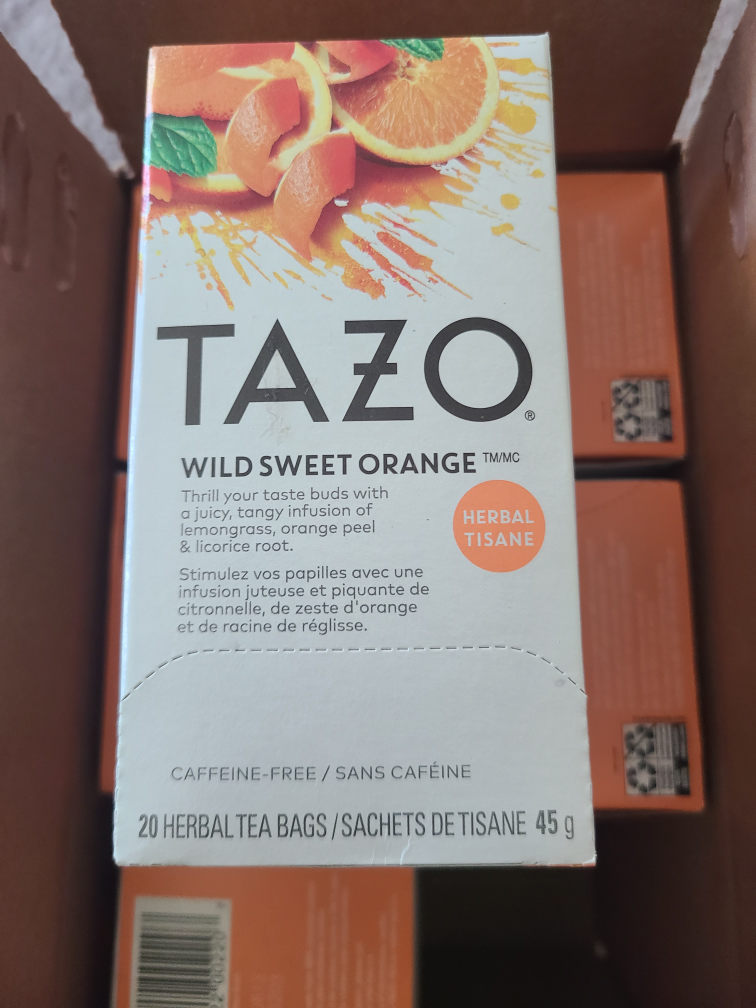 TAZO®
WILD SWEET ORANGE TM/MC
Thrill your taste buds with
a juicy, tangy infusion of
lemongrass, orange peel
& licorice root.
HERBAL
TISANE
Stimulez vos papilles avec une
infusion juteuse et piquante de
citronnelle, de zeste d'orange
et de racine de réglisse.
CAFFEINE-FREE / SANS CAFÉINE
20 HERBAL TEA BAGS / SACHETS DE TISANE 45 g